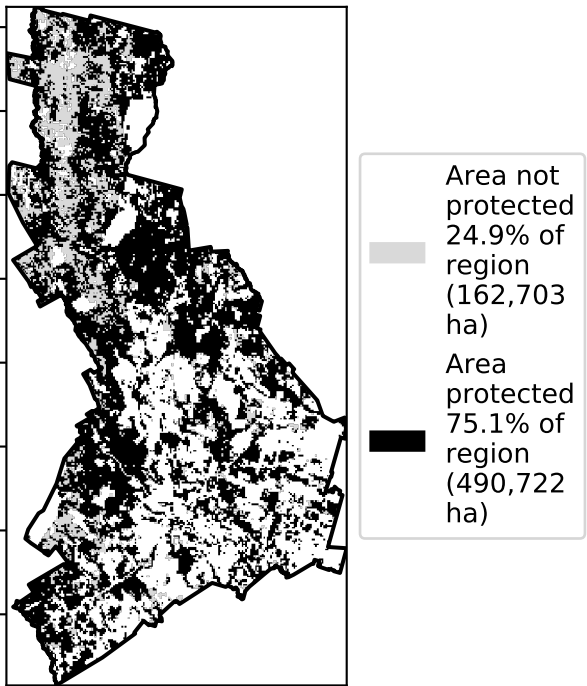 Area not
protected
24.9% of
region
(162,703
ha)
Area
protected
75.1% of
region
(490,722
ha)